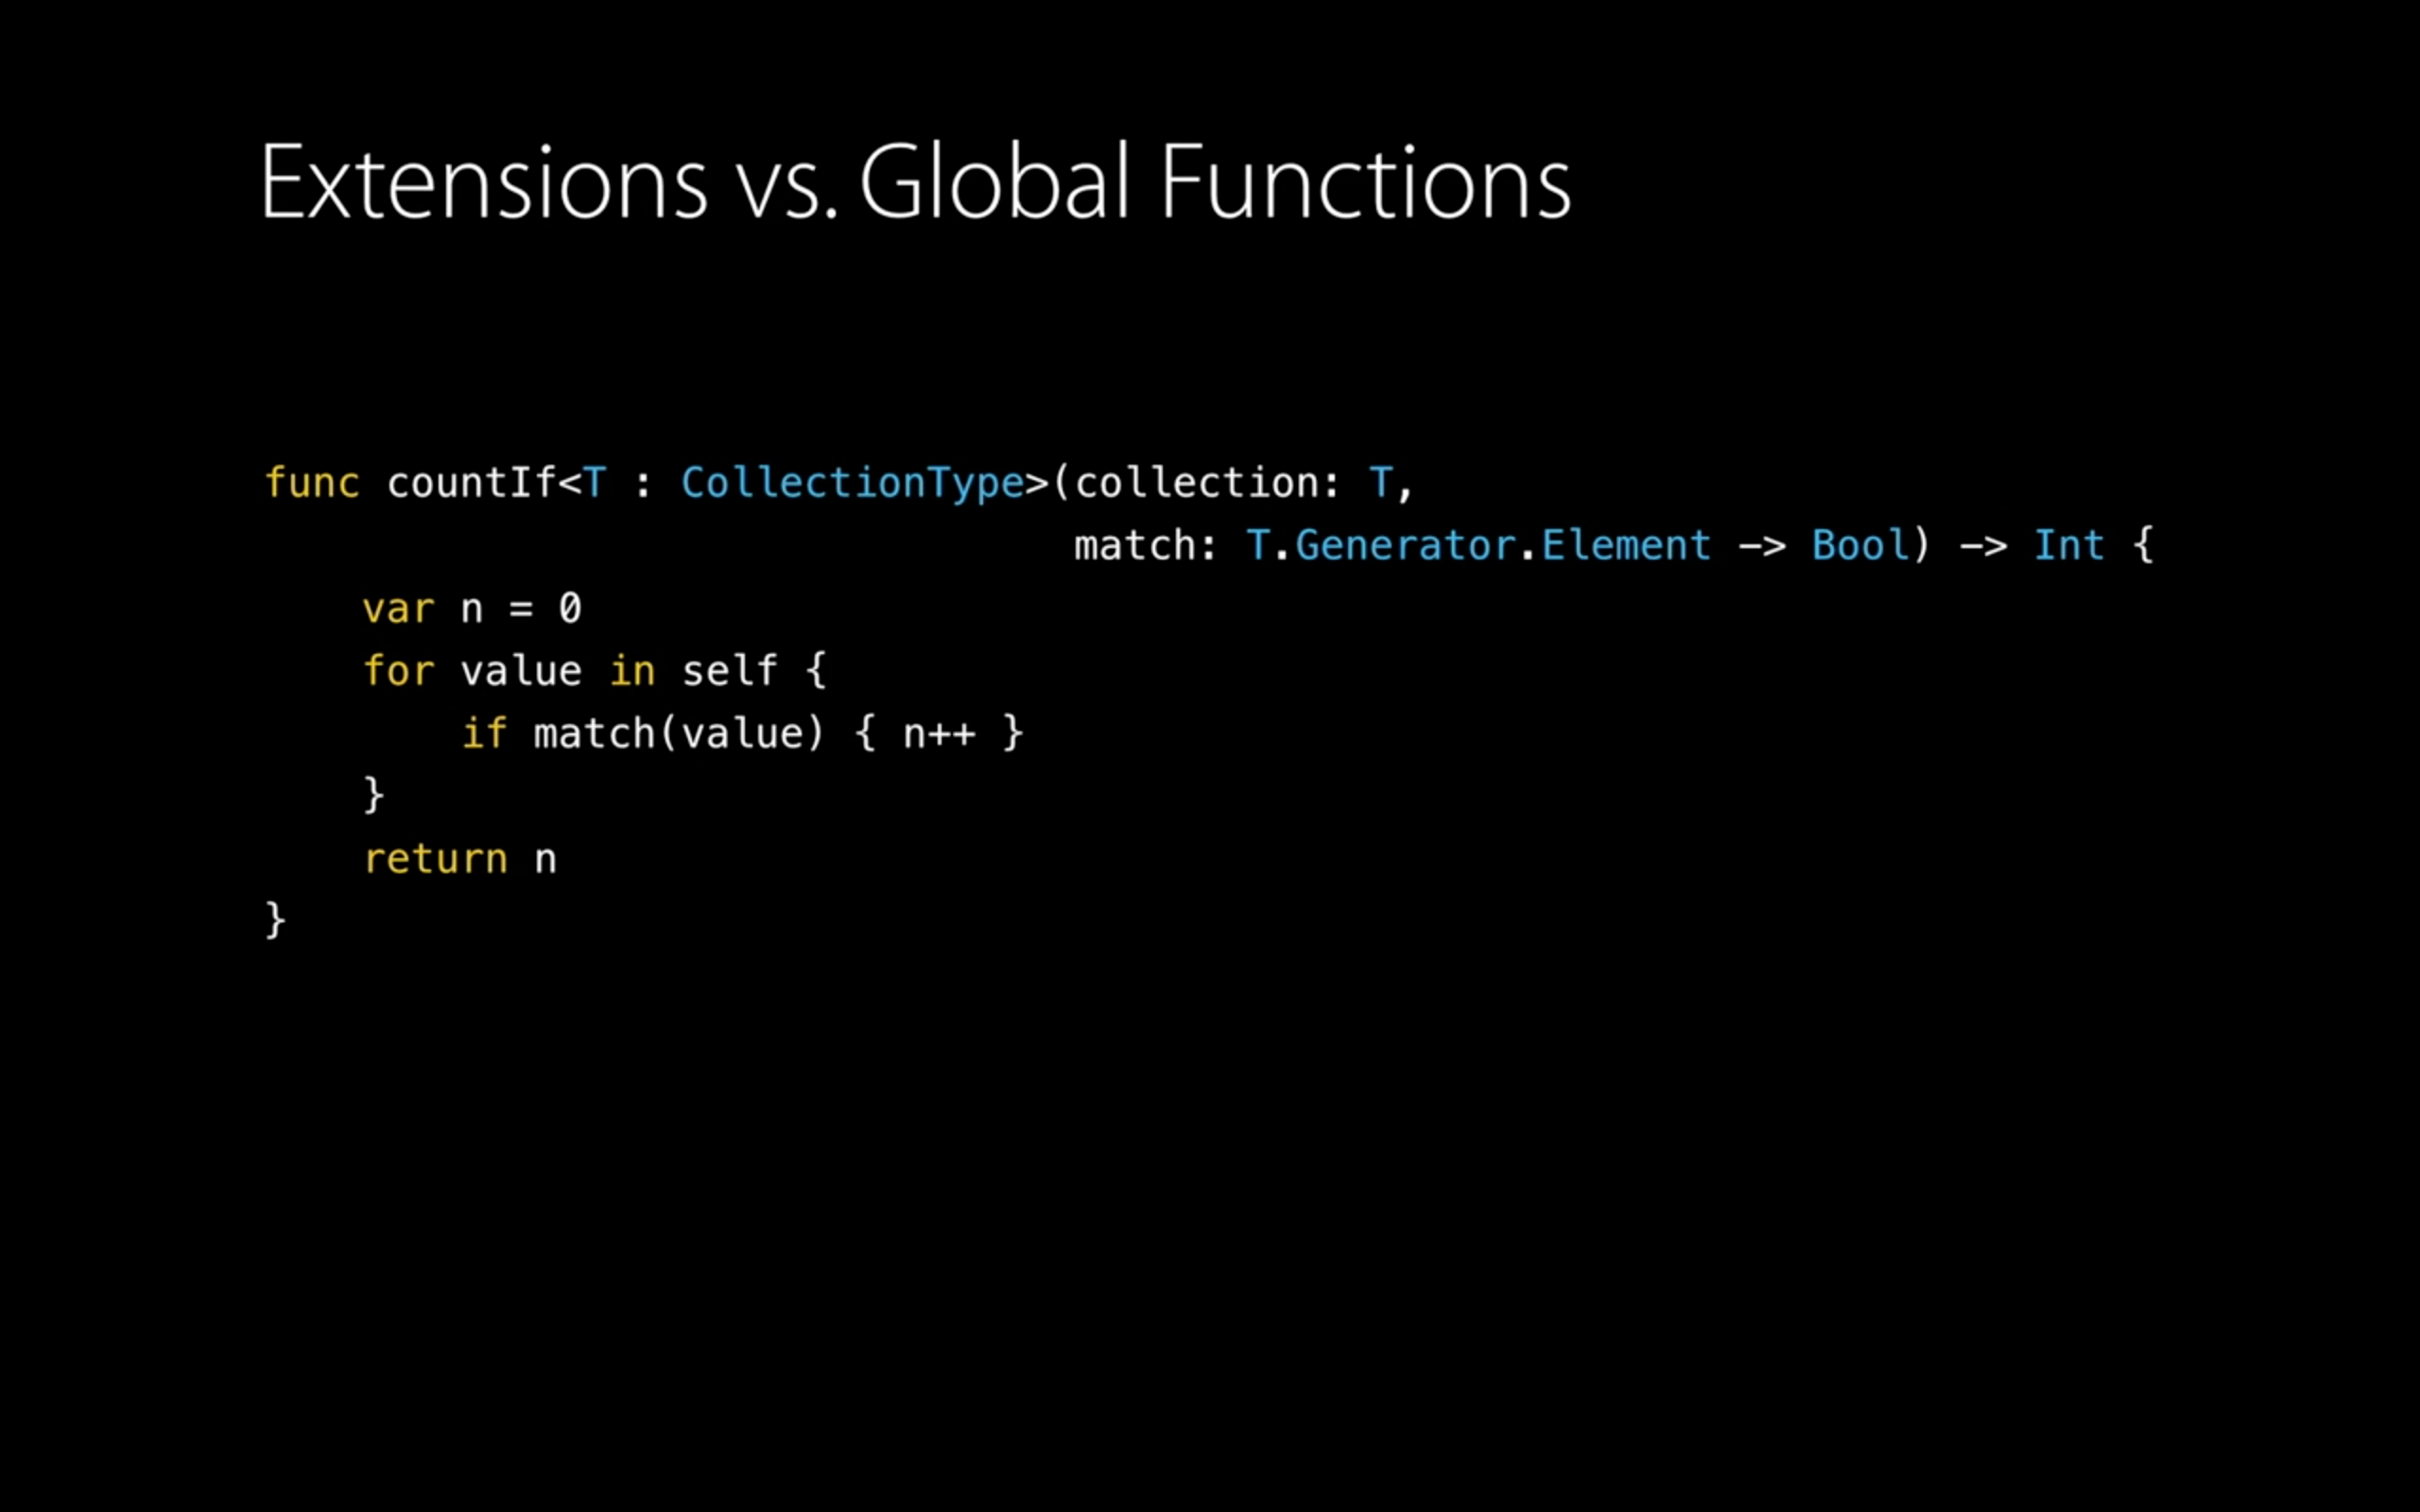 Extensions vs. Global Functions
func countIf<T : CollectionType>(collection: T,
                                 match: T.Generator.Element -> Bool) -> Int {
    var n = 0
    for value in self {
        if match(value) { n++ }
    }
    return n
}